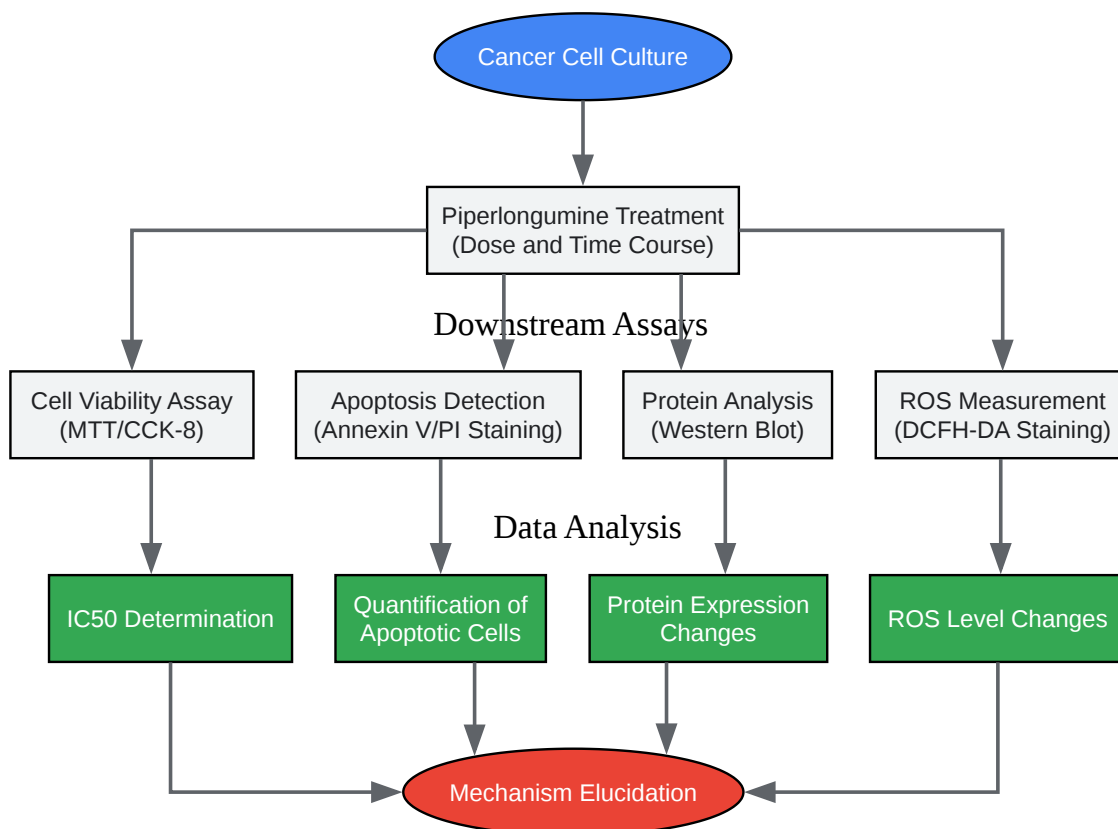 Cancer Cell Culture
Piperlongumine Treatment
(Dose and Time Course)
Downstream Assays
Cell Viability Assay
(MTT/CCK-8)
Apoptosis Detection
(Annexin V/PI Staining)
Protein Analysis
(Western Blot)
ROS Measurement
(DCFH-DA Staining)
Data Analysis
IC50 Determination
Quantification of
Apoptotic Cells
Protein Expression
Changes
ROS Level Changes
Mechanism Elucidation